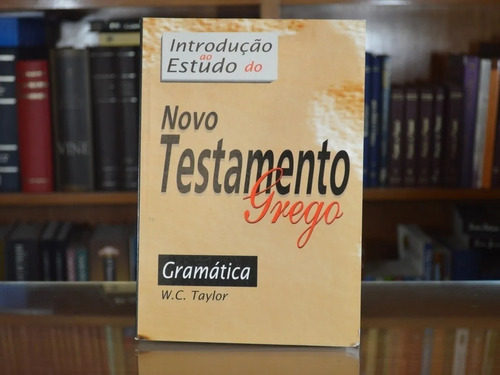 Introdução
ao
Estudo do
Novo
Testamento
Grego
Gramática
W.C. Taylor